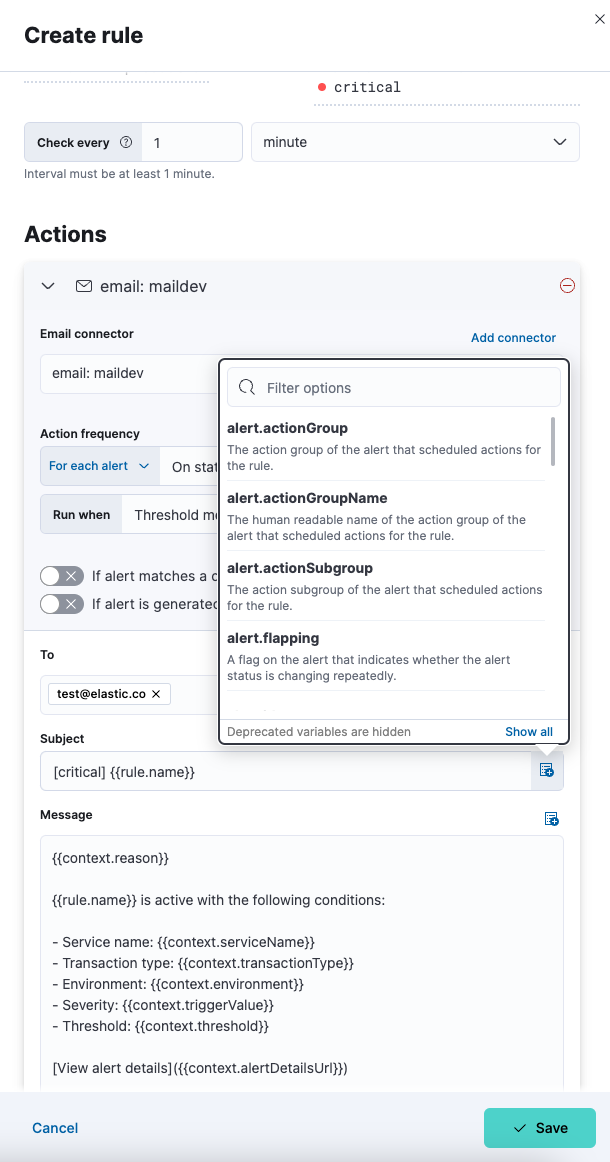 Create rule
critical
Check every
1
minute
Interval must be at least 1 minute.
Actions
email: maildev
Email connector
Add connector
email: maildev
Filter options
alert.actionGroup
The action group of the alert that scheduled actions for
the rule.
alert.actionGroupName
The human readable name of the action group of the
alert that scheduled actions for the rule.
alert.actionSubgroup
The action subgroup of the alert that scheduled actions
for the rule.
alert.flapping
A flag on the alert that indicates whether the alert
status is changing repeatedly.
Deprecated variables are hidden
Show all
Action frequency
For each alert
On stat
Run when
Threshold me
If alert matches a
If alert is generated
To
test@elastic.co
Subject
[critical] {{rule.name}}
Message
{{context.reason}}
{{rule.name}} is active with the following conditions:
- Service name: {{context.serviceName}}
- Transaction type: {{context.transactionType}}
- Environment: {{context.environment}}
- Severity: {{context.triggerValue}}
- Threshold: {{context.threshold}}
[View alert details]({{context.alertDetailsUrl}})
Cancel
Save